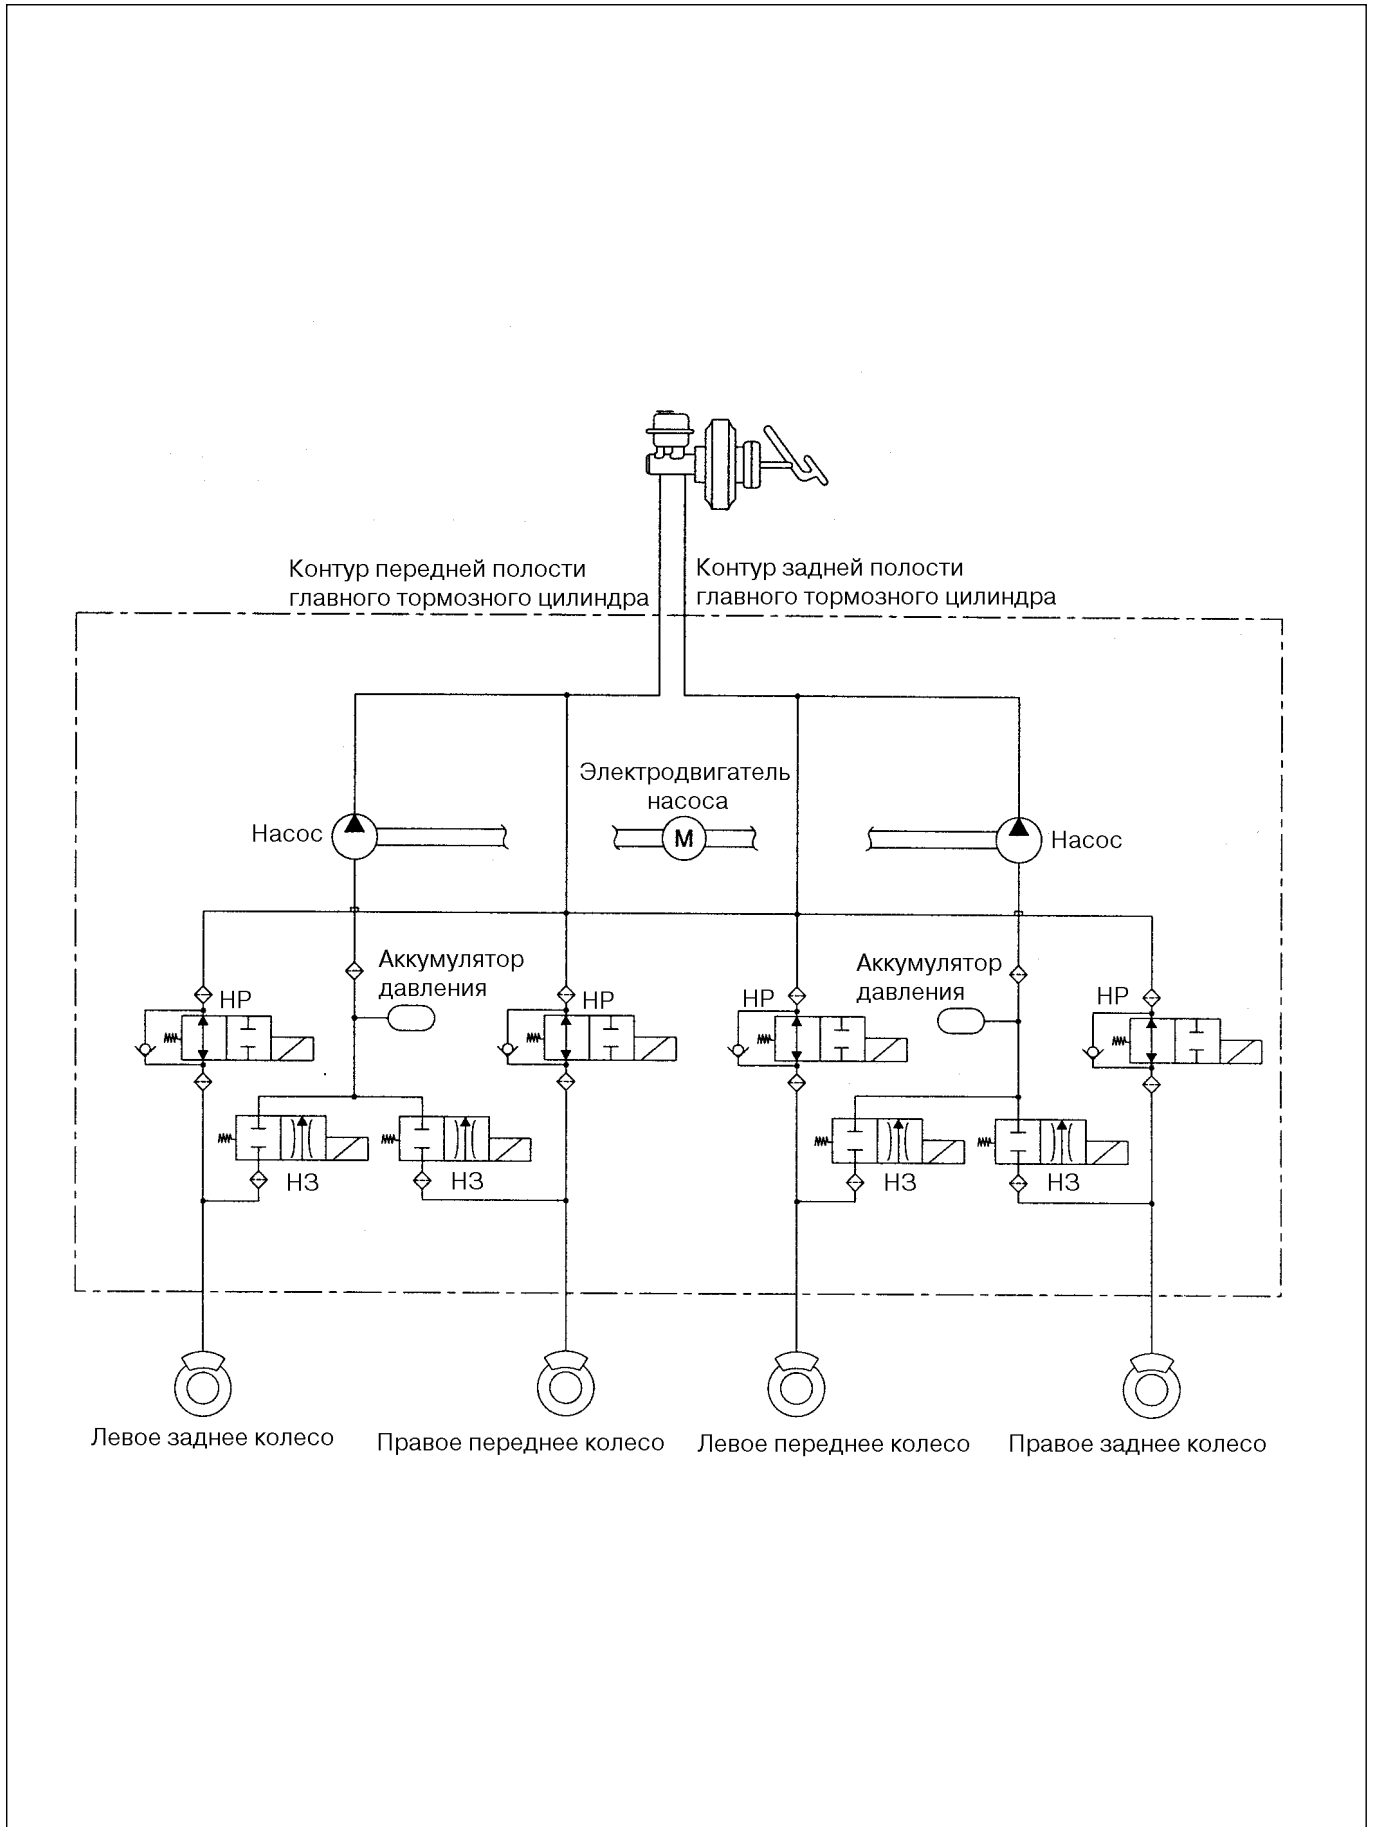 Контур передней полости
главного тормозного цилиндра
Контур задней полости
главного тормозного цилиндра
Электродвигатель
насоса
Насос
M
Насос
Аккумулятор
давления
Аккумулятор
давления
НР
НР
НР
НР
НЗ
НЗ
НЗ
НЗ
Левое заднее колесо
Правое переднее колесо
Левое переднее колесо
Правое заднее колесо